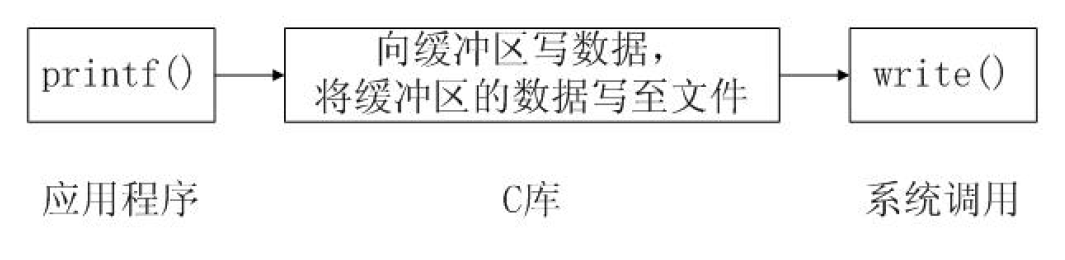 printf()
向缓冲区写数据，
将缓冲区的数据写至文件
write()
应用程序
C库
系统调用